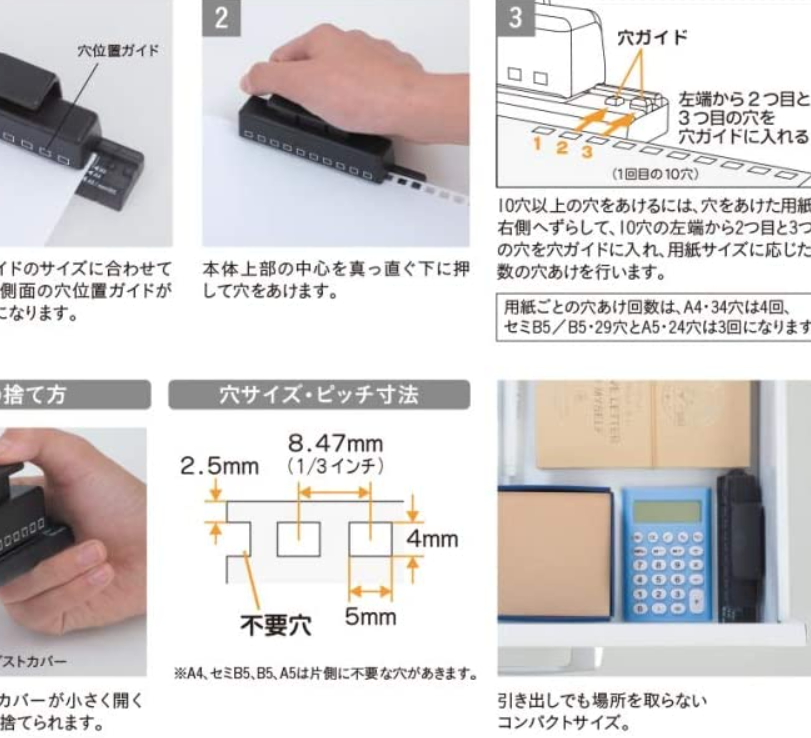 穴位置ガイド
イドのサイズに合わせて
側面の穴位置ガイドが
になります。
2
本体上部の中心を真っ直ぐ下に押
して穴をあけます。
3
穴ガイド
左端から2つ目と
3つ目の穴を
穴ガイドに入れる
1 2 3
(1回目の10穴)
10穴以上の穴をあけるには、穴をあけた用紙
右側へずらして、10穴の左端から2つ目と3つ
の穴を穴ガイドに入れ、用紙サイズに応じた
数の穴あけを行います。
用紙ごとの穴あけ回数は、A4・34穴は4回、
セミB5/B5・29穴とA5・24穴は3回になります
捨て方
ストカバー
カバーが小さく開く
捨てられます。
穴サイズ・ピッチ寸法
8.47mm
(1/3インチ)
2.5mm
4mm
5mm
不要穴
※A4、セミB5、B5、A5は片側に不要な穴があきます。
引き出しでも場所を取らない
コンパクトサイズ。